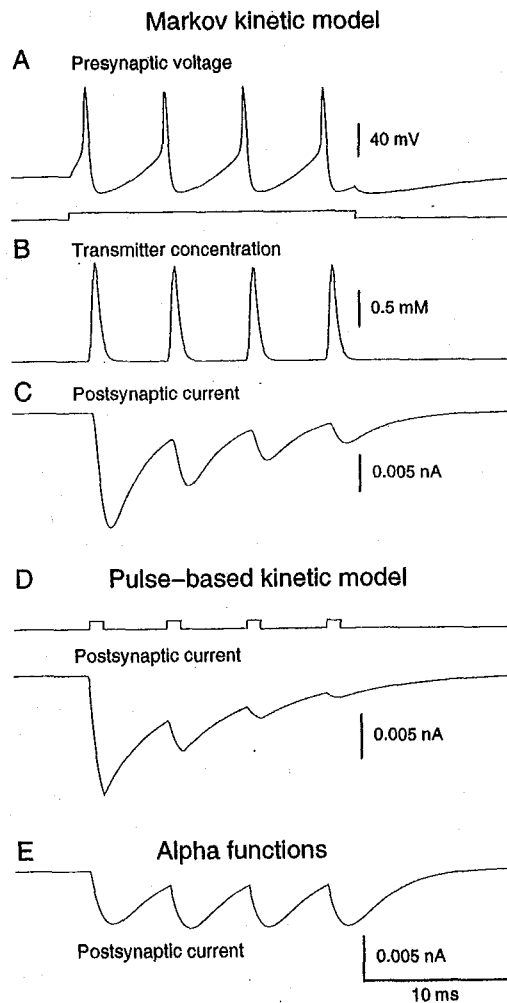 Markov kinetic model
A Presynaptic voltage
40 mV
B Transmitter concentration
0.5 mM
C Postsynaptic current
0.005 nA
D Pulse–based kinetic model
Postsynaptic current
0.005 nA
E Alpha functions
Postsynaptic current
0.005 nA
10 ms